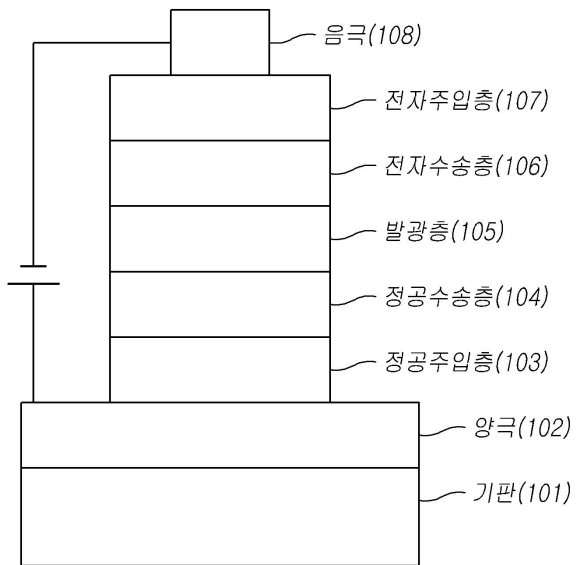 음극(108)
전자주입층(107)
전자수송층(106)
발광층(105)
정공수송층(104)
정공주입층(103)
양극(102)
기판(101)